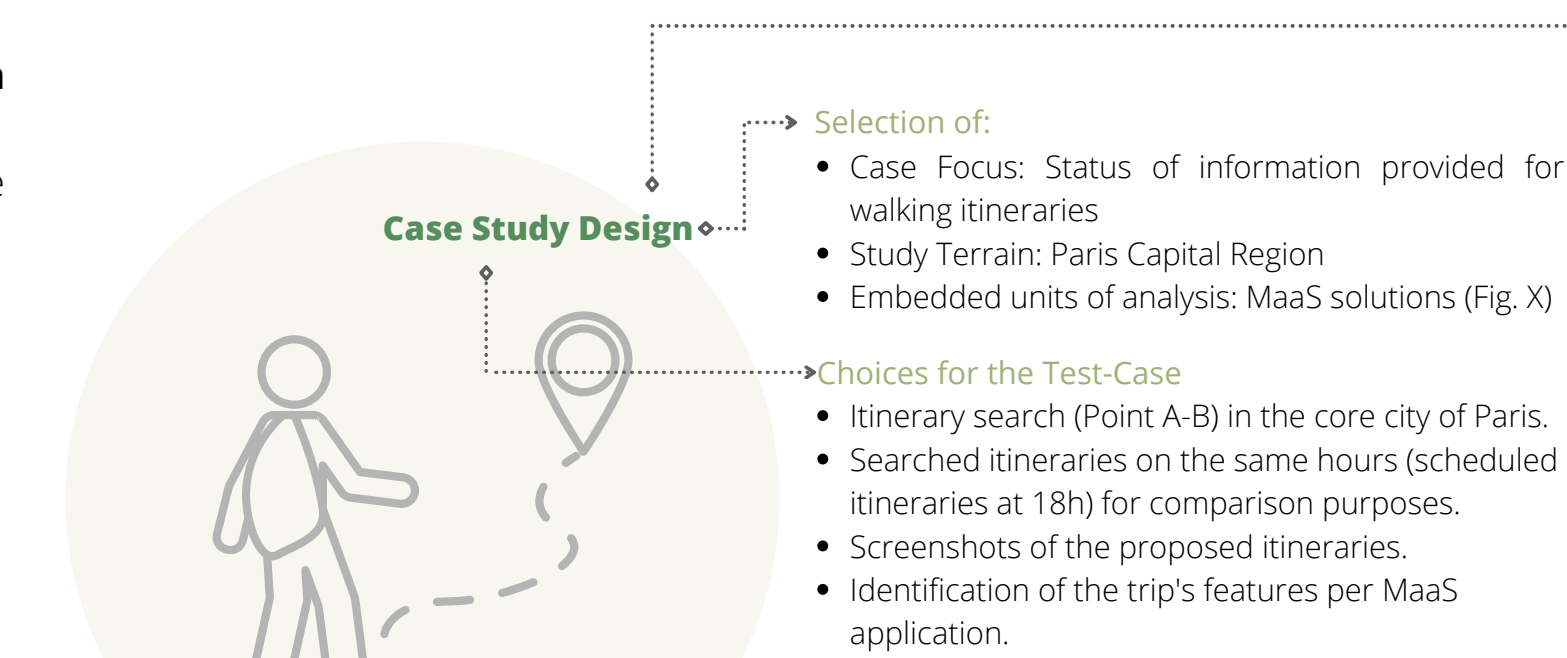 Case Study Design
Selection of:
• Case Focus: Status of information provided for
walking itineraries
• Study Terrain: Paris Capital Region
• Embedded units of analysis: MaaS solutions (Fig. X)
Choices for the Test-Case
• Itinerary search (Point A-B) in the core city of Paris.
• Searched itineraries on the same hours (scheduled
itineraries at 18h) for comparison purposes.
• Screenshots of the proposed itineraries.
• Identification of the trip's features per MaaS
application.